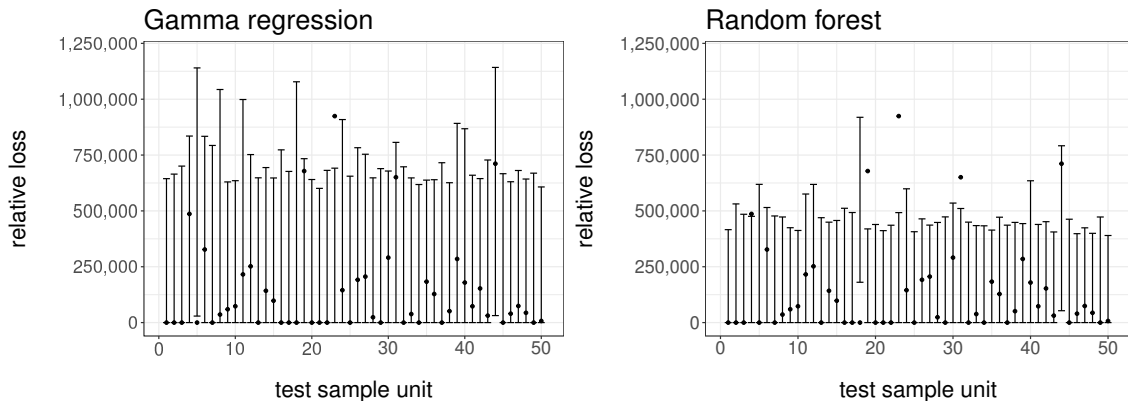 Gamma regression
1,250,000
1,000,000
750,000
500,000
250,000
0
relative loss
0 10 20 30 40 50
test sample unit
Random forest
1,250,000
1,000,000
750,000
500,000
250,000
0
relative loss
0 10 20 30 40 50
test sample unit